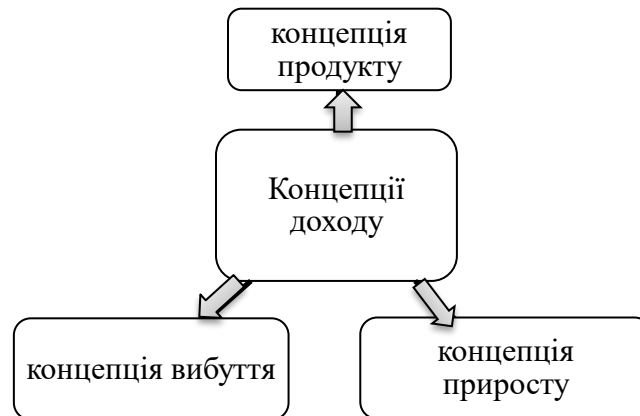 концепція
продукту
Концепції
доходу
концепція вибуття
концепція
приросту